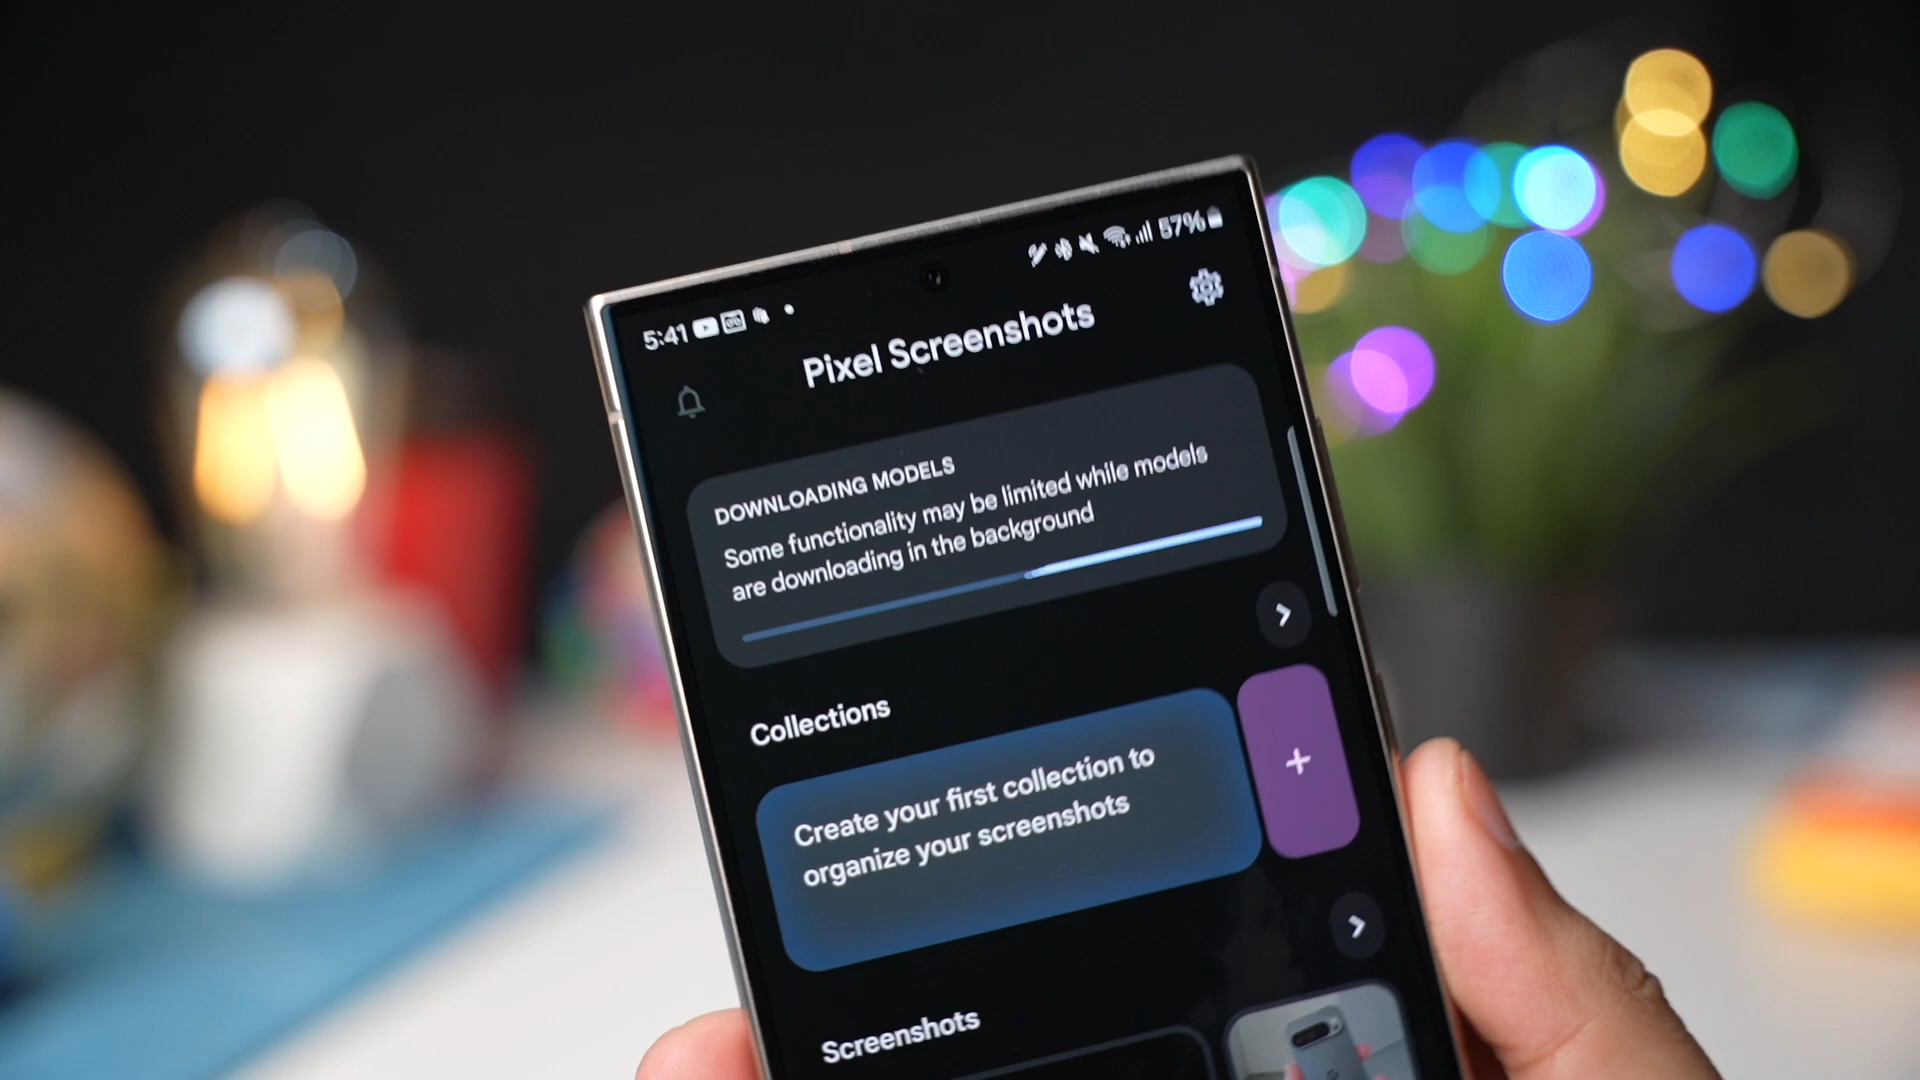 5:41
57%
Pixel Screenshots
DOWNLOADING MODELS
Some functionality may be limited while models
are downloading in the background
Collections
Create your first collection to
organize your screenshots
+
Screenshots